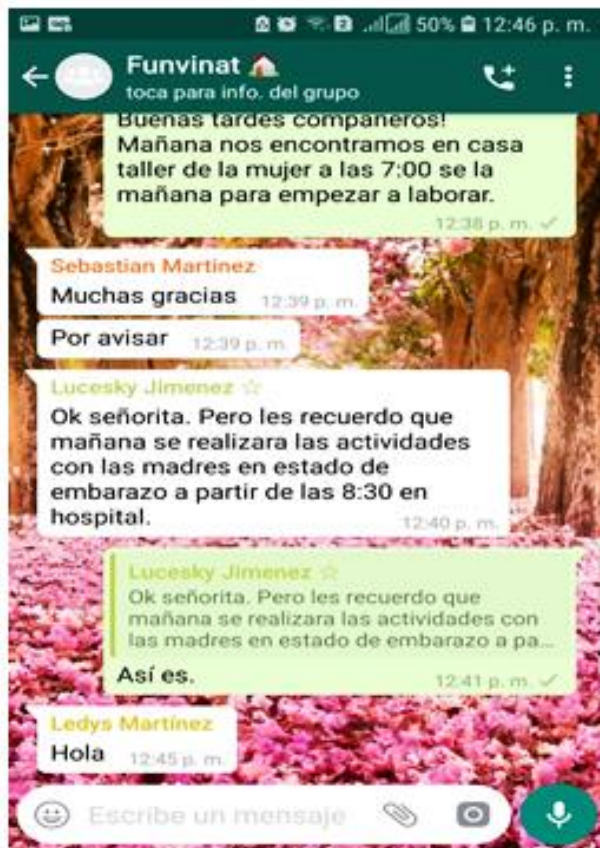 50% 12:46 p. m.
Funvinat
toca para info. del grupo
Buenas tardes compañeros!
Mañana nos encontramos en casa
taller de la mujer a las 7:00 se la
mañana para empezar a laborar.
12:38 p. m.
Sebastian Martinez
Muchas gracias 12:39 p. m.
Por avisar 12:39 p. m.
Lucesky Jimenez
Ok señorita. Pero les recuerdo que
mañana se realizara las actividades
con las madres en estado de
embarazo a partir de las 8:30 en
hospital. 12:40 p. m.
Lucesky Jimenez
Ok señorita. Pero les recuerdo que
mañana se realizara las actividades con
las madres en estado de embarazo a pa...
Así es. 12:41 p. m.
Ledys Martínez
Hola 12:45 p. m.
Escribe un mensaje